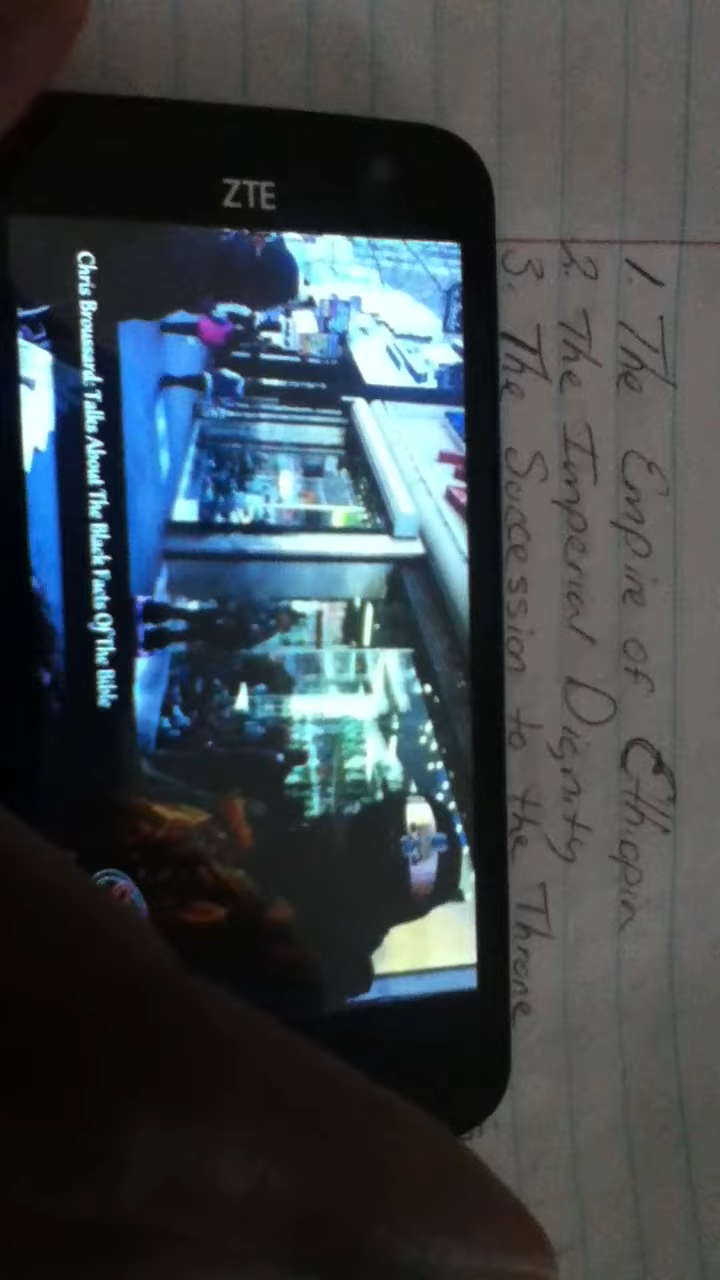 1. The Empire of Ethiopia
2. The Imperial Dignity
3. The Succession to the Throne
ZTE
Chris Broussard: Talks About The Black Facts Of The Bible